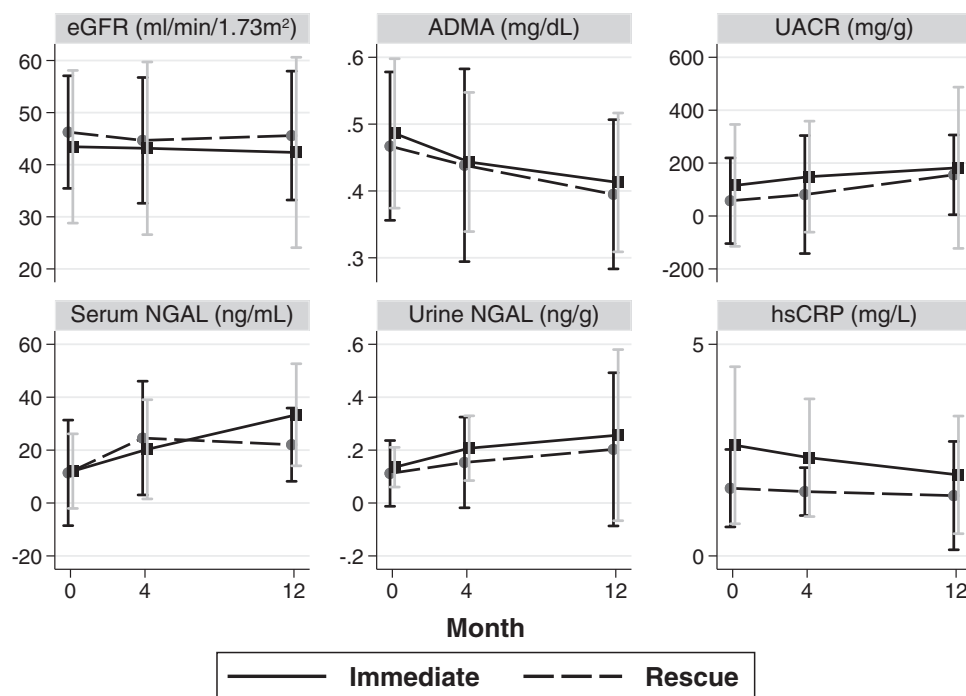 eGFR (ml/min/1.73m²) ADMA (mg/dL) UACR (mg/g)
60 .6 600
50 .5 400
40 .4 200
30 .3 0
20 -200
Serum NGAL (ng/mL) Urine NGAL (ng/g) hsCRP (mg/L)
60 .6 5
40 .4
20 .2
0 0
-20 -.2 0
0 4 12 0 4 12 0 4 12
Month
Immediate Rescue